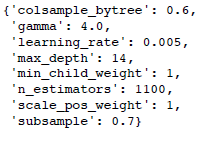 {'colsample_bytree': 0.6,
'gamma': 4.0,
'learning_rate': 0.005,
'max_depth': 14,
'min_child_weight': 1,
'n_estimators': 1100,
'scale_pos_weight': 1,
'subsample': 0.7}